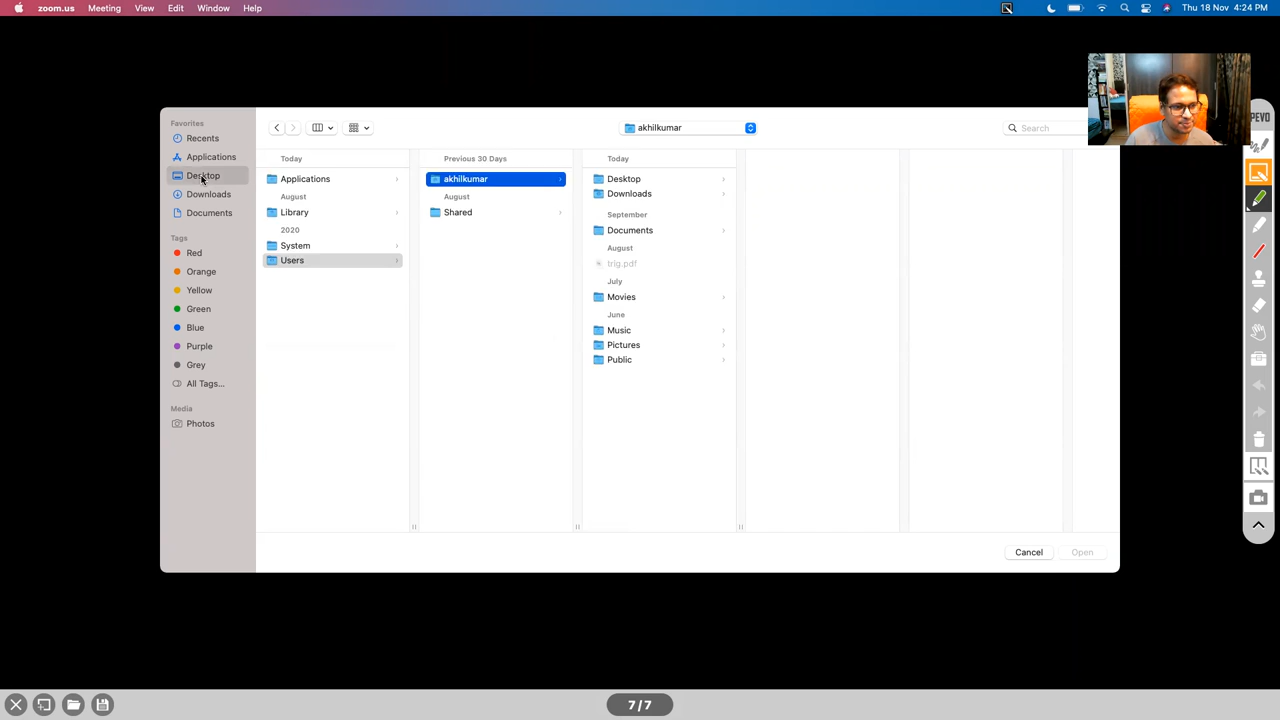 zoom.us Meeting View Edit Window Help
Thu 18 Nov 4:24 PM
Favorites
Recents
Applications
Desktop
Downloads
Documents
Tags
Red
Orange
Yellow
Green
Blue
Purple
Grey
All Tags...
Media
Photos
akhilkumar
Search
Today
Applications
August
Library
2020
System
Users
Previous 30 Days
akhilkumar
August
Shared
Today
Desktop
Downloads
September
Documents
August
trig.pdf
July
Movies
June
Music
Pictures
Public
Cancel Open
7/7